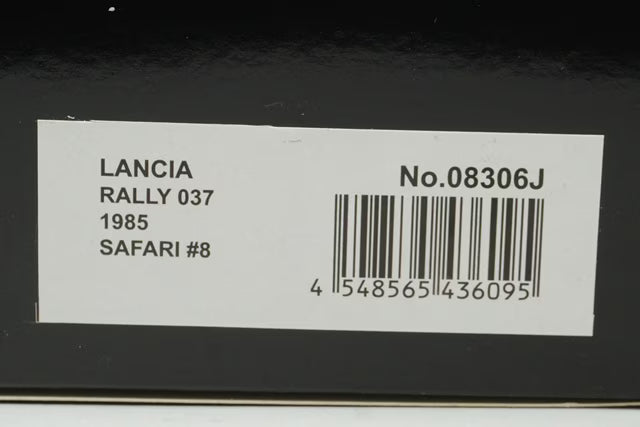 LANCIA
RALLY 037
1985
SAFARI #8
No.08306J
4 548565 436095